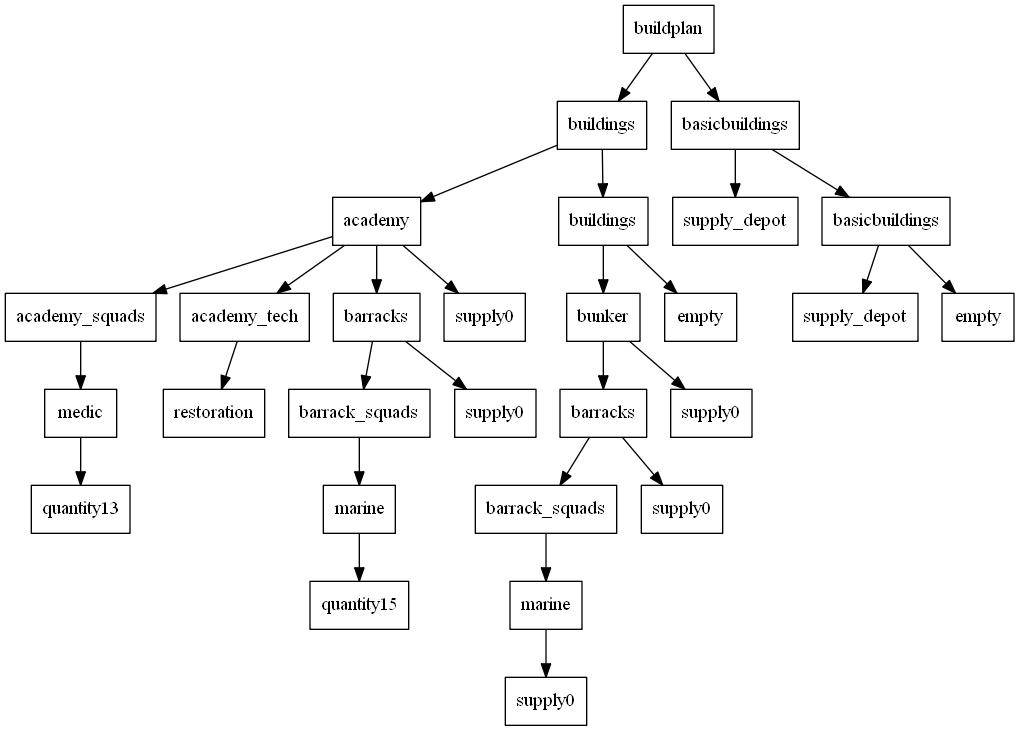 buildplan
buildings
basicbuildings
academy
buildings
supply_depot
basicbuildings
academy_squads
academy_tech
barracks
supply0
bunker
empty
supply_depot
empty
medic
restoration
barrack_squads
supply0
barracks
supply0
quantity13
marine
barrack_squads
supply0
quantity15
marine
supply0